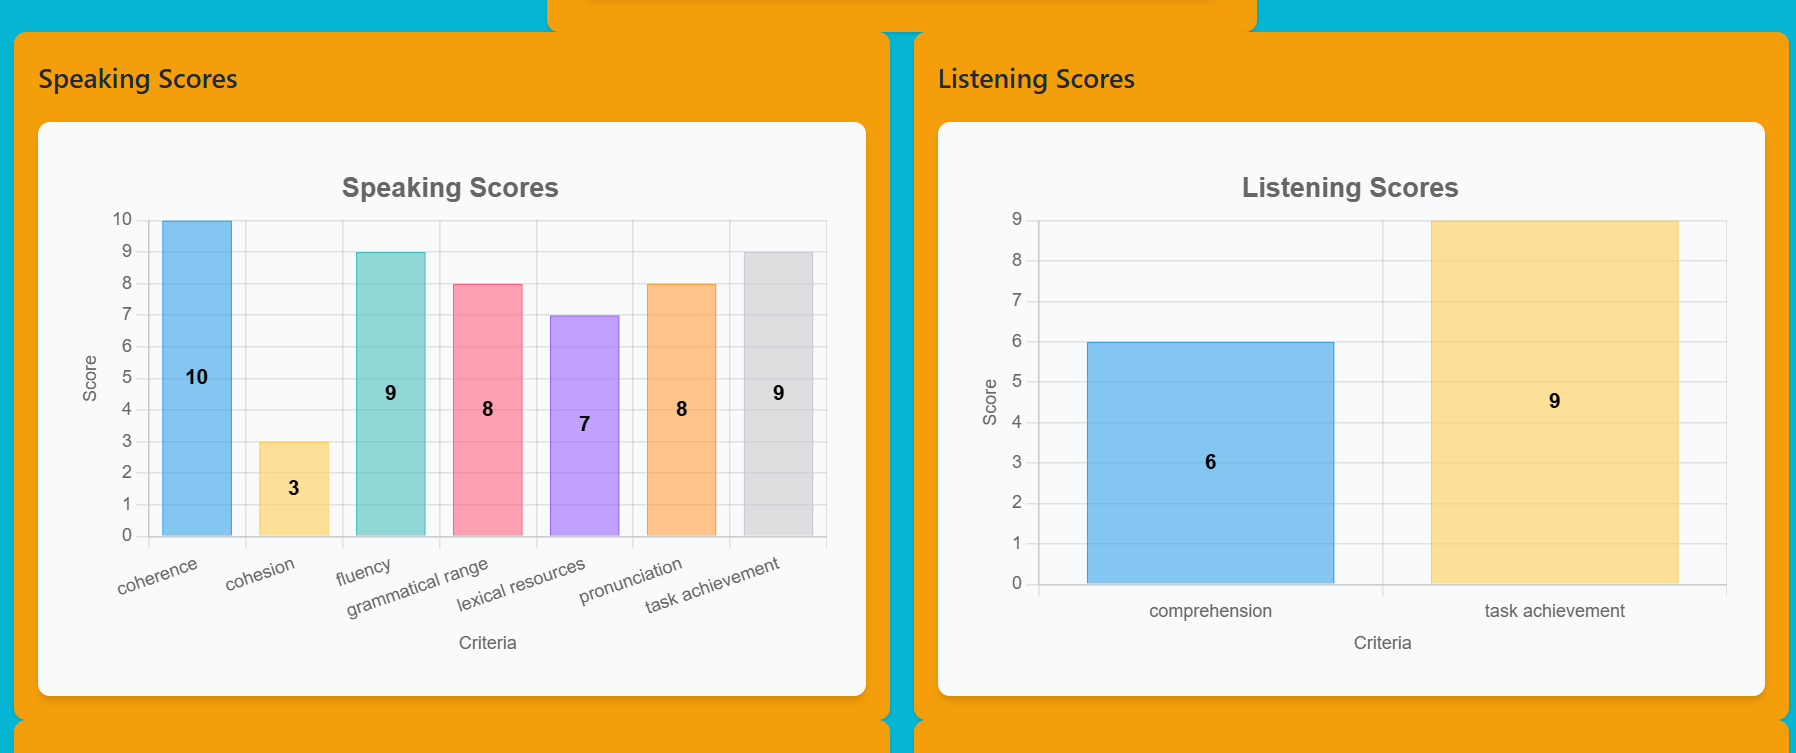 Speaking Scores
Speaking Scores
10
9
8
7
6
5
4
3
2
1
0
Score
10
3
9
8
7
8
9
coherence
cohesion
fluency
grammatical range
lexical resources
pronunciation
task achievement
Criteria
Listening Scores
Listening Scores
9
8
7
6
5
4
3
2
1
0
Score
6
9
comprehension
task achievement
Criteria